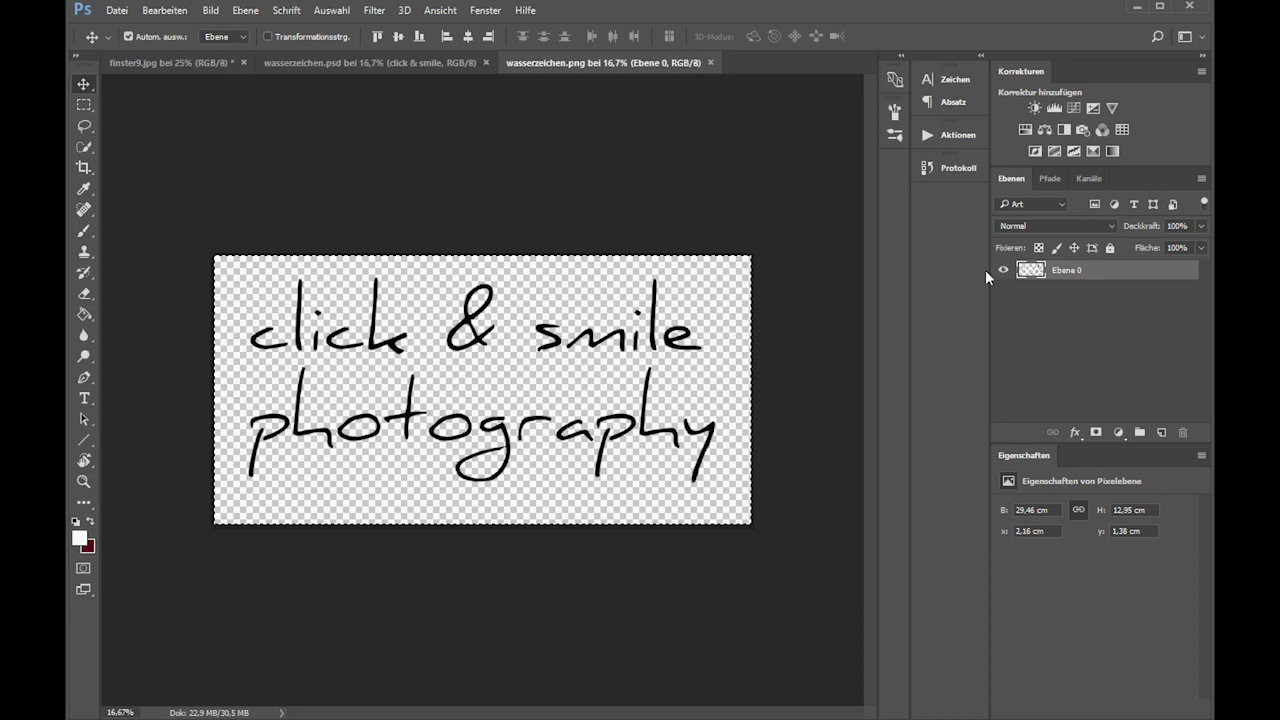 Ps Datei Bearbeiten Bild Ebene Schrift Auswahl Filter 3D Ansicht Fenster Hilfe
Autom. ausw.: Ebene Transformationsstrg. 3D-Modus:
finster9.jpg bei 25% (RGB/8) * × wasserzeichen.psd bei 16,7% (click & smile, RGB/8) × wasserzeichen.png bei 16,7% (Ebene 0, RGB/8) ×
click & smile
photography
Zeichen
Absatz
Aktionen
Protokoll
Korrekturen
Korrektur hinzufügen
Ebenen Pfade Kanäle
Art
Normal Deckkraft: 100%
Fixieren: Fläche: 100%
Ebene 0
fx
Eigenschaften
Eigenschaften von Pixelebene
B: 29,46 cm H: 12,95 cm
x: 2,16 cm y: 1,38 cm
16,67% Dok: 22,9 MB/30,5 MB